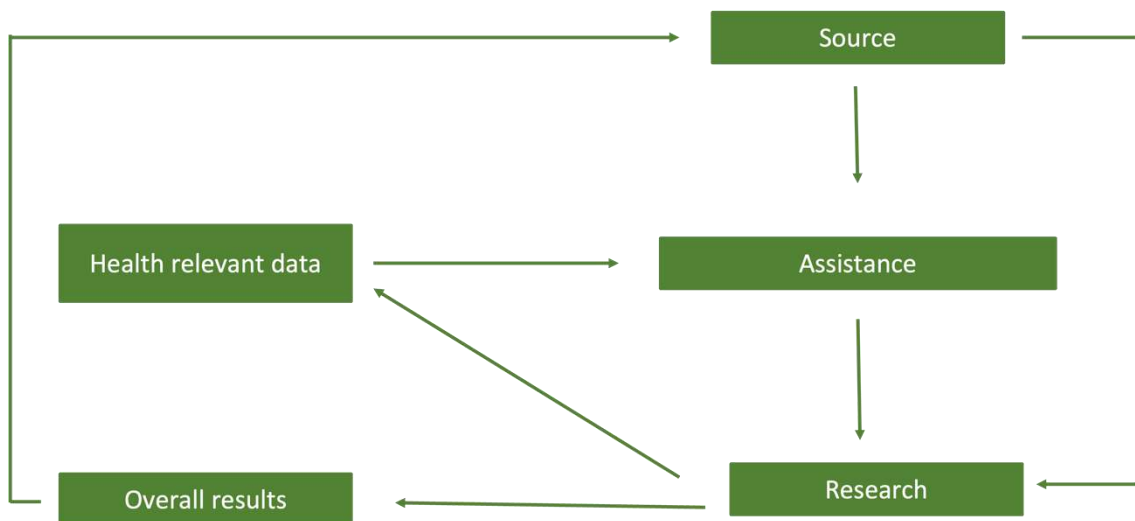 Source
Health relevant data
Assistance
Overall results
Research